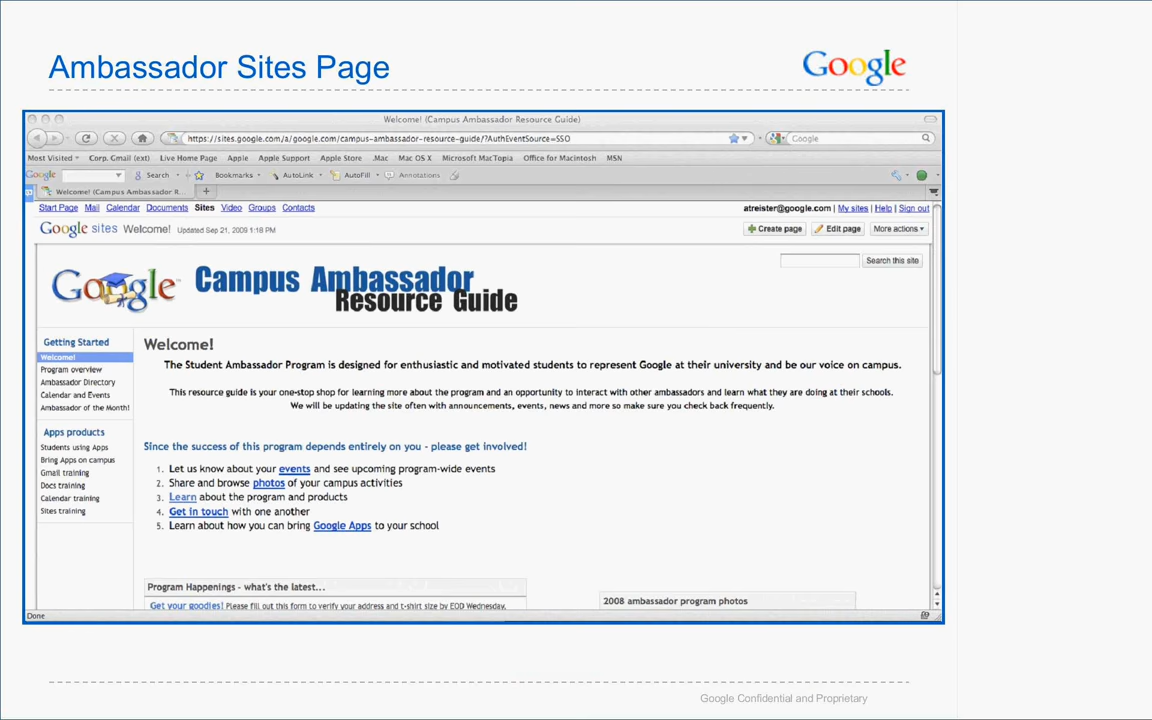 Ambassador Sites Page
Google
Welcome! (Campus Ambassador Resource Guide)
https://sites.google.com/a/google.com/campus-ambassador-resource-guide/?AuthEventSource=SSO
Google
Most Visited Corp. Gmail (ext) Live Home Page Apple Apple Support Apple Store .Mac Mac OS X Microsoft MacTopia Office for Macintosh MSN
Google Search Bookmarks AutoLink AutoFill Annotations
Welcome! (Campus Ambassador R...
Start Page Mail Calendar Documents Sites Video Groups Contacts
atreister@google.com | My sites | Help | Sign out
Google sites Welcome! Updated Sep 21, 2009 1:18 PM
Create page Edit page More actions
Search this site
Google Campus Ambassador
Resource Guide
Getting Started
Welcome!
Program overview
Ambassador Directory
Calendar and Events
Ambassador of the Month!
Apps products
Students using Apps
Bring Apps on campus
Gmail training
Docs training
Calendar training
Sites training
Welcome!
The Student Ambassador Program is designed for enthusiastic and motivated students to represent Google at their university and be our voice on campus.
This resource guide is your one-stop shop for learning more about the program and an opportunity to interact with other ambassadors and learn what they are doing at their schools.
We will be updating the site often with announcements, events, news and more so make sure you check back frequently.
Since the success of this program depends entirely on you - please get involved!
1. Let us know about your events and see upcoming program-wide events
2. Share and browse photos of your campus activities
3. Learn about the program and products
4. Get in touch with one another
5. Learn about how you can bring Google Apps to your school
Program Happenings - what's the latest...
Get your goodies! Please fill out this form to verify your address and t-shirt size by EOD Wednesday,
2008 ambassador program photos
Done
Google Confidential and Proprietary